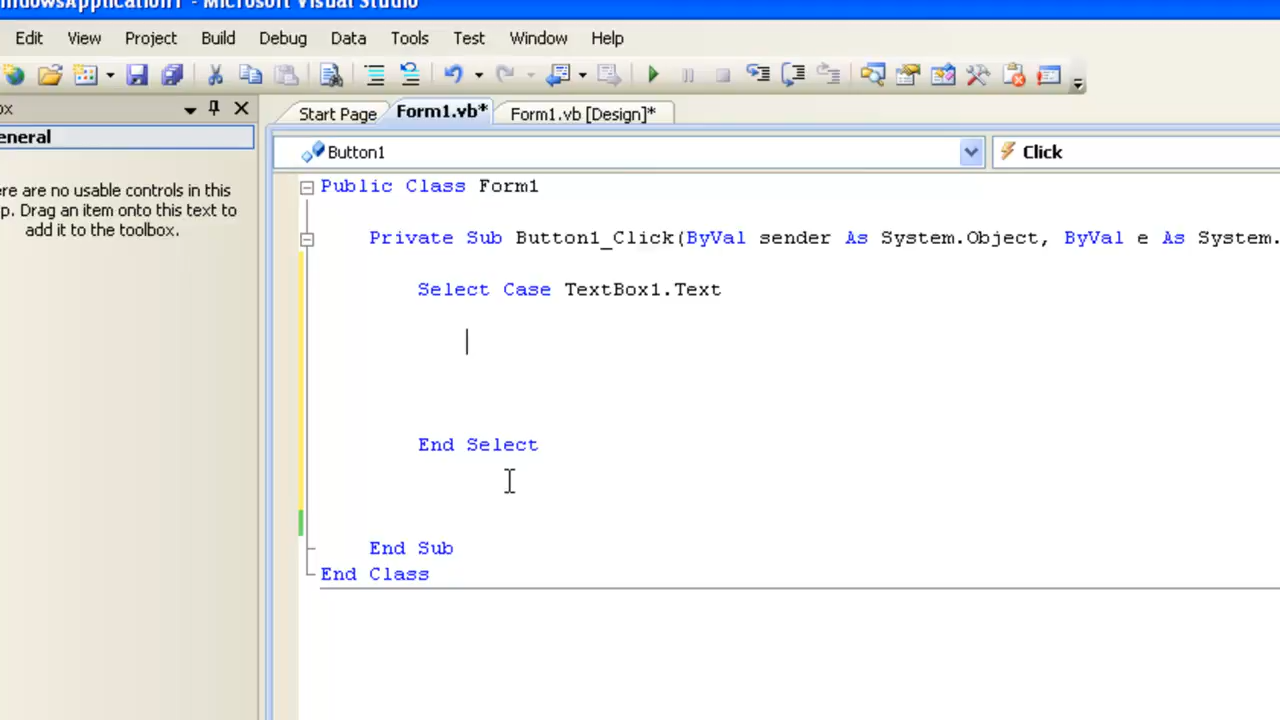 WindowsApplication1 - Microsoft Visual Studio
Edit View Project Build Debug Data Tools Test Window Help
ox
Start Page Form1.vb* Form1.vb [Design]*
eneral
Button1 Click
ere are no usable controls in this
p. Drag an item onto this text to
add it to the toolbox.
Public Class Form1
Private Sub Button1_Click(ByVal sender As System.Object, ByVal e As System.
Select Case TextBox1.Text
End Select
End Sub
End Class